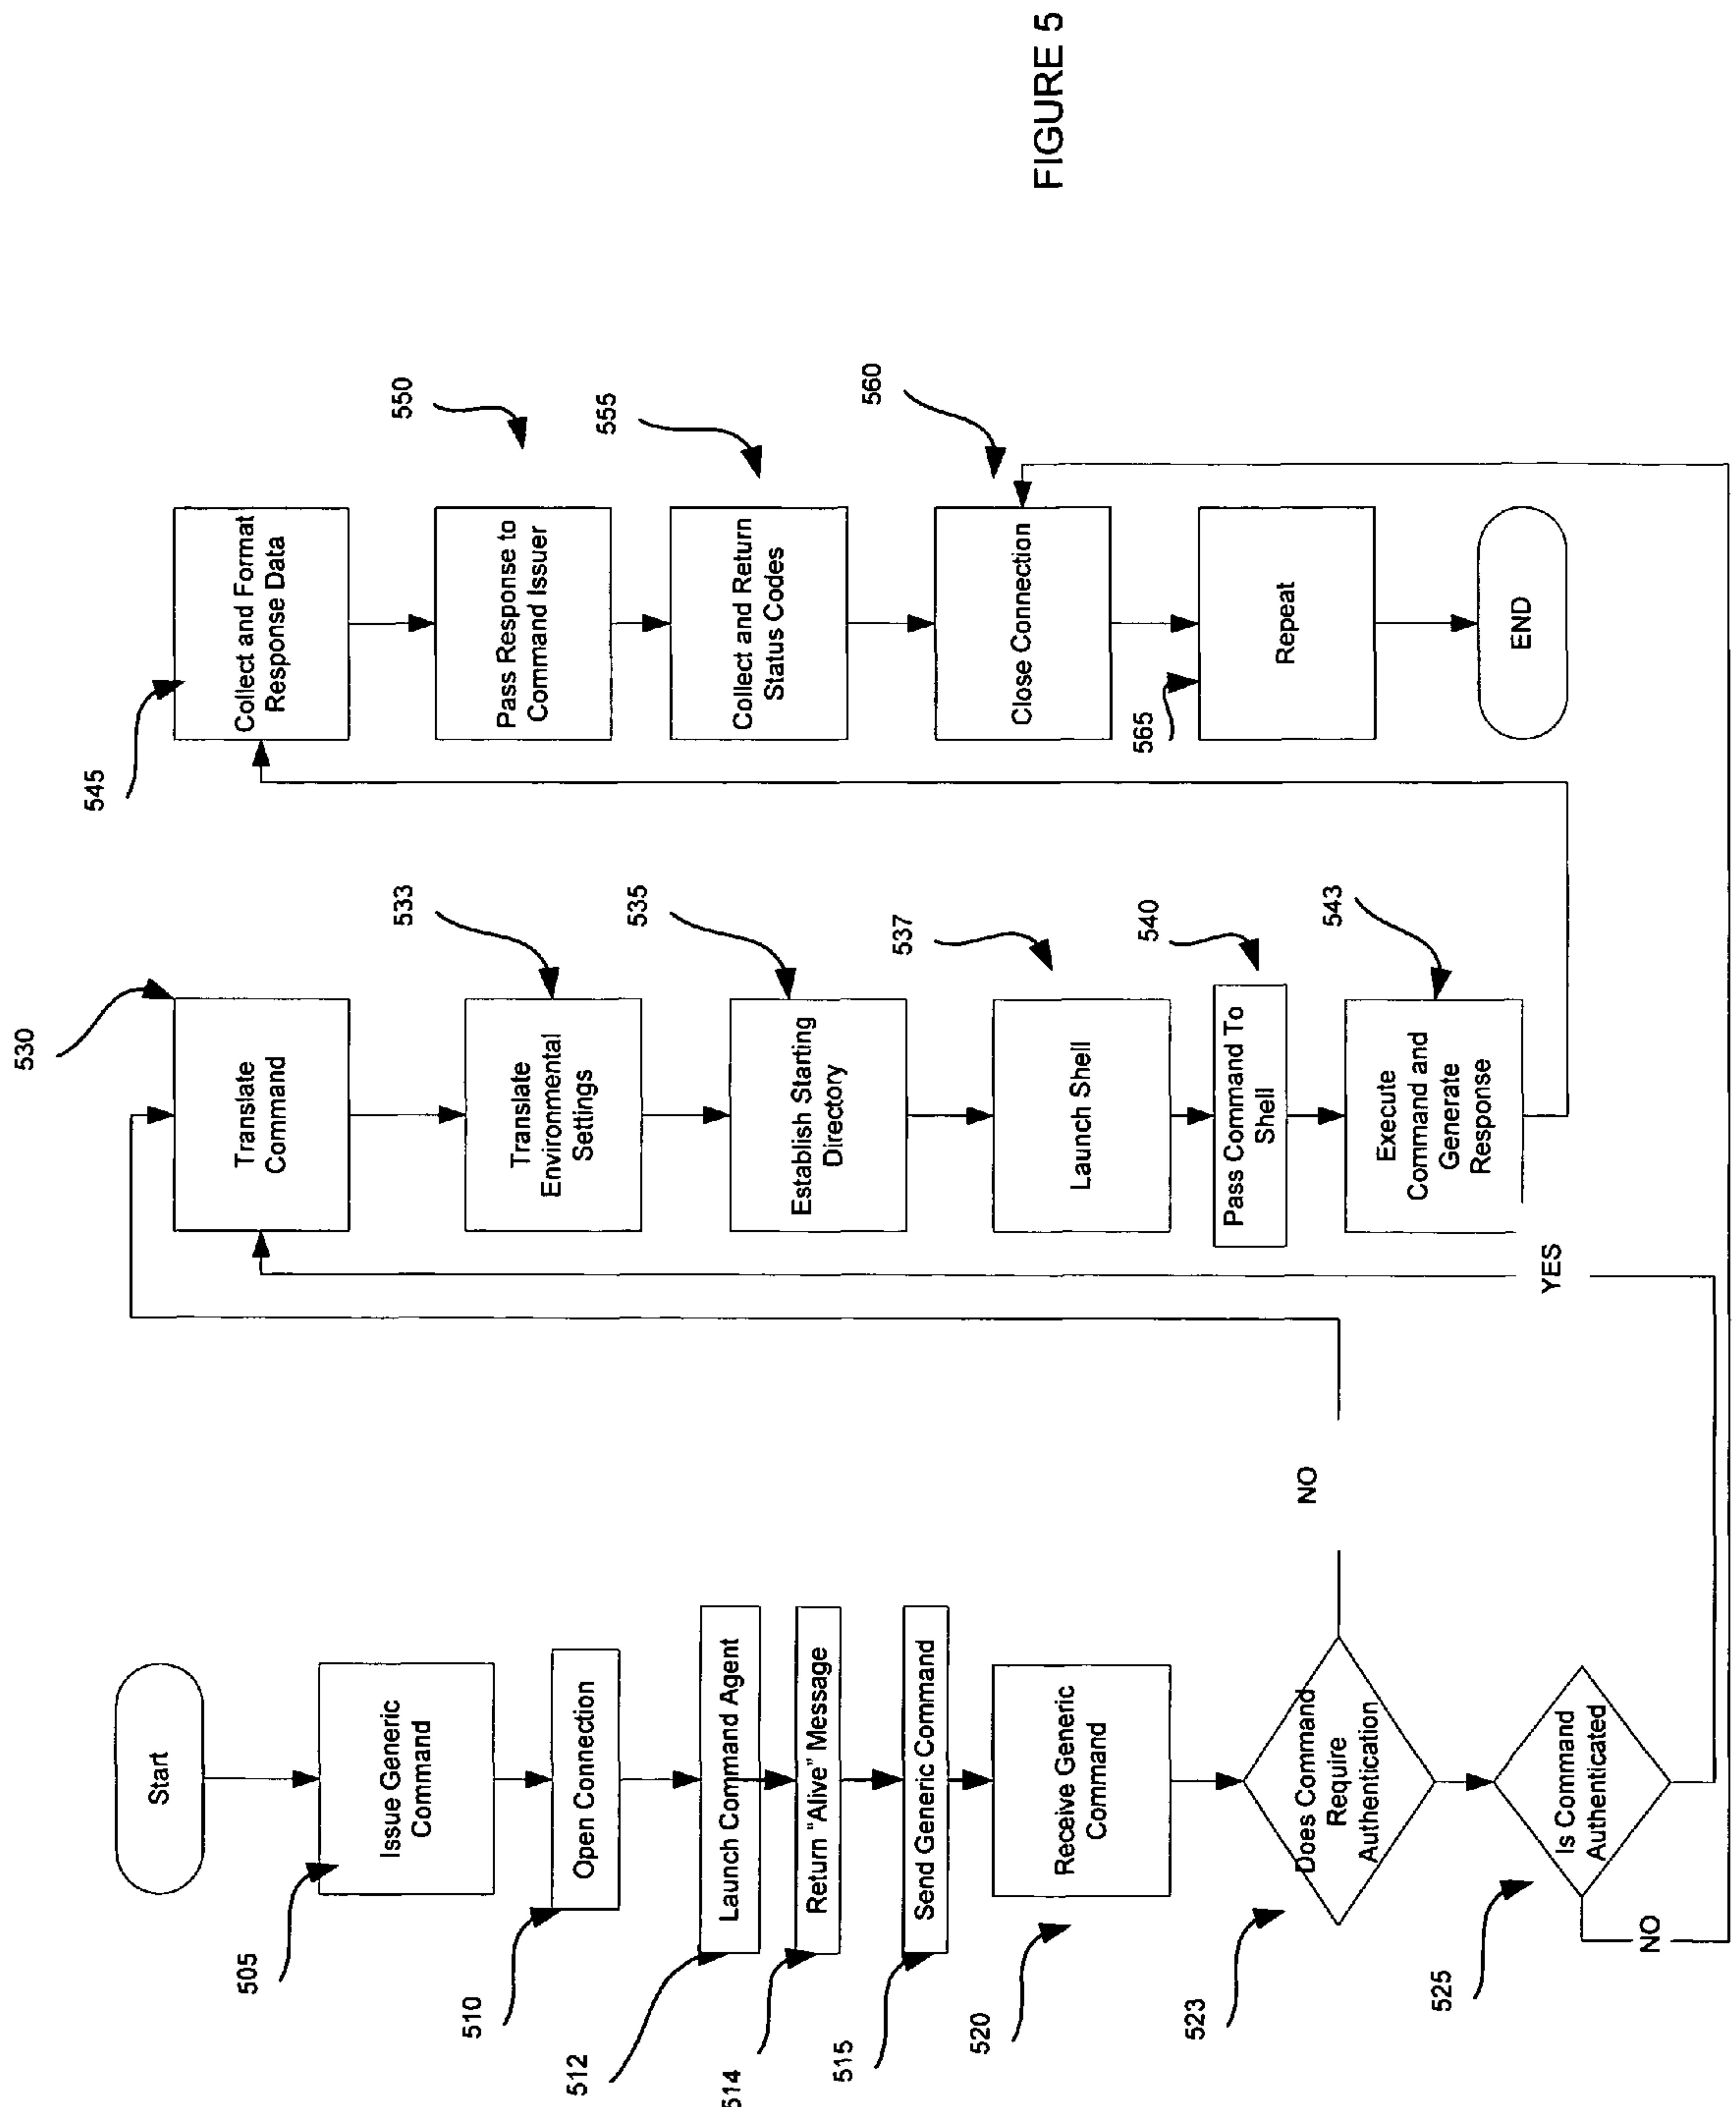 Start
505
Issue Generic
Command
510
Open Connection
512
Launch Command Agent
514
Return "Alive" Message
515
Send Generic Command
520
Receive Generic
Command
523
Does Command
Require
Authentication
NO
525
Is Command
Authenticated
NO
YES
530
Translate
Command
533
Translate
Environmental
Settings
535
Establish Starting
Directory
537
Launch Shell
540
Pass Command To
Shell
543
Execute
Command and
Generate
Response
545
Collect and Format
Response Data
550
Pass Response to
Command Issuer
555
Collect and Return
Status Codes
560
Close Connection
565
Repeat
END
FIGURE 5